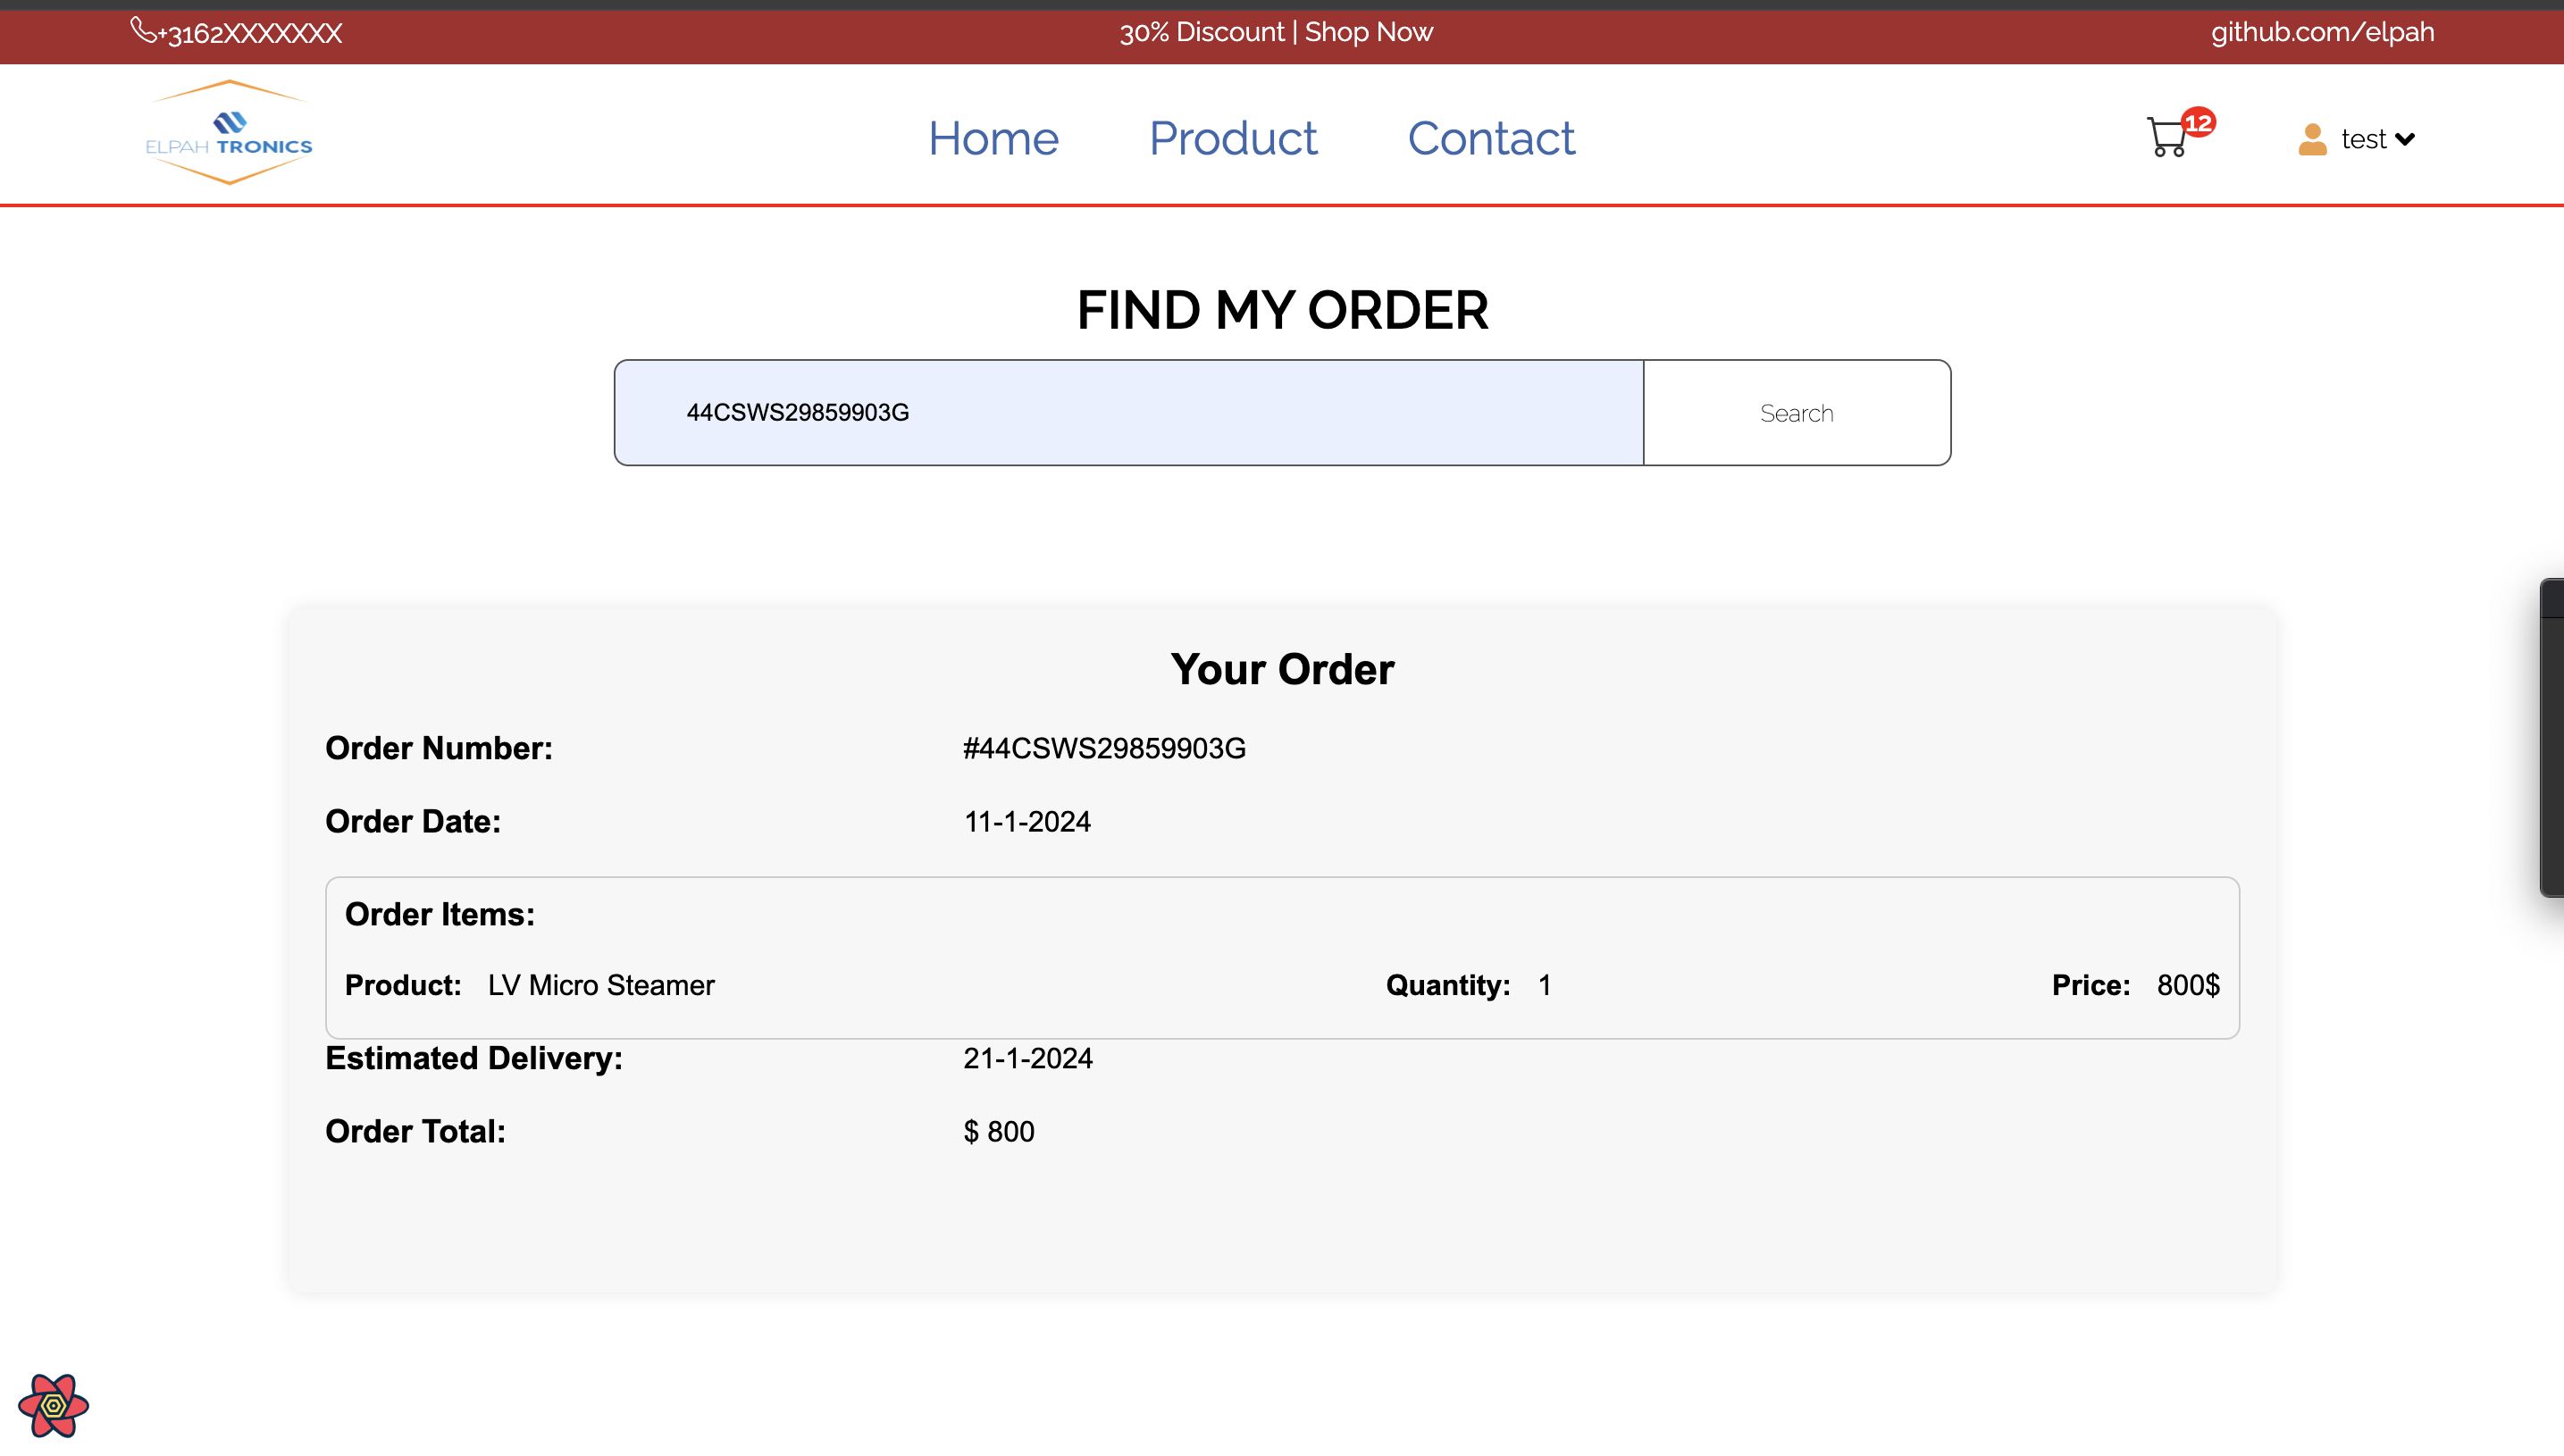 +3162XXXXXXX 30% Discount | Shop Now github.com/elpah
ELPAH TRONICS Home Product Contact 12 test
FIND MY ORDER
44CSWS29859903G Search
Your Order
Order Number: #44CSWS29859903G
Order Date: 11-1-2024
Order Items:
Product: LV Micro Steamer Quantity: 1 Price: 800$
Estimated Delivery: 21-1-2024
Order Total: $ 800